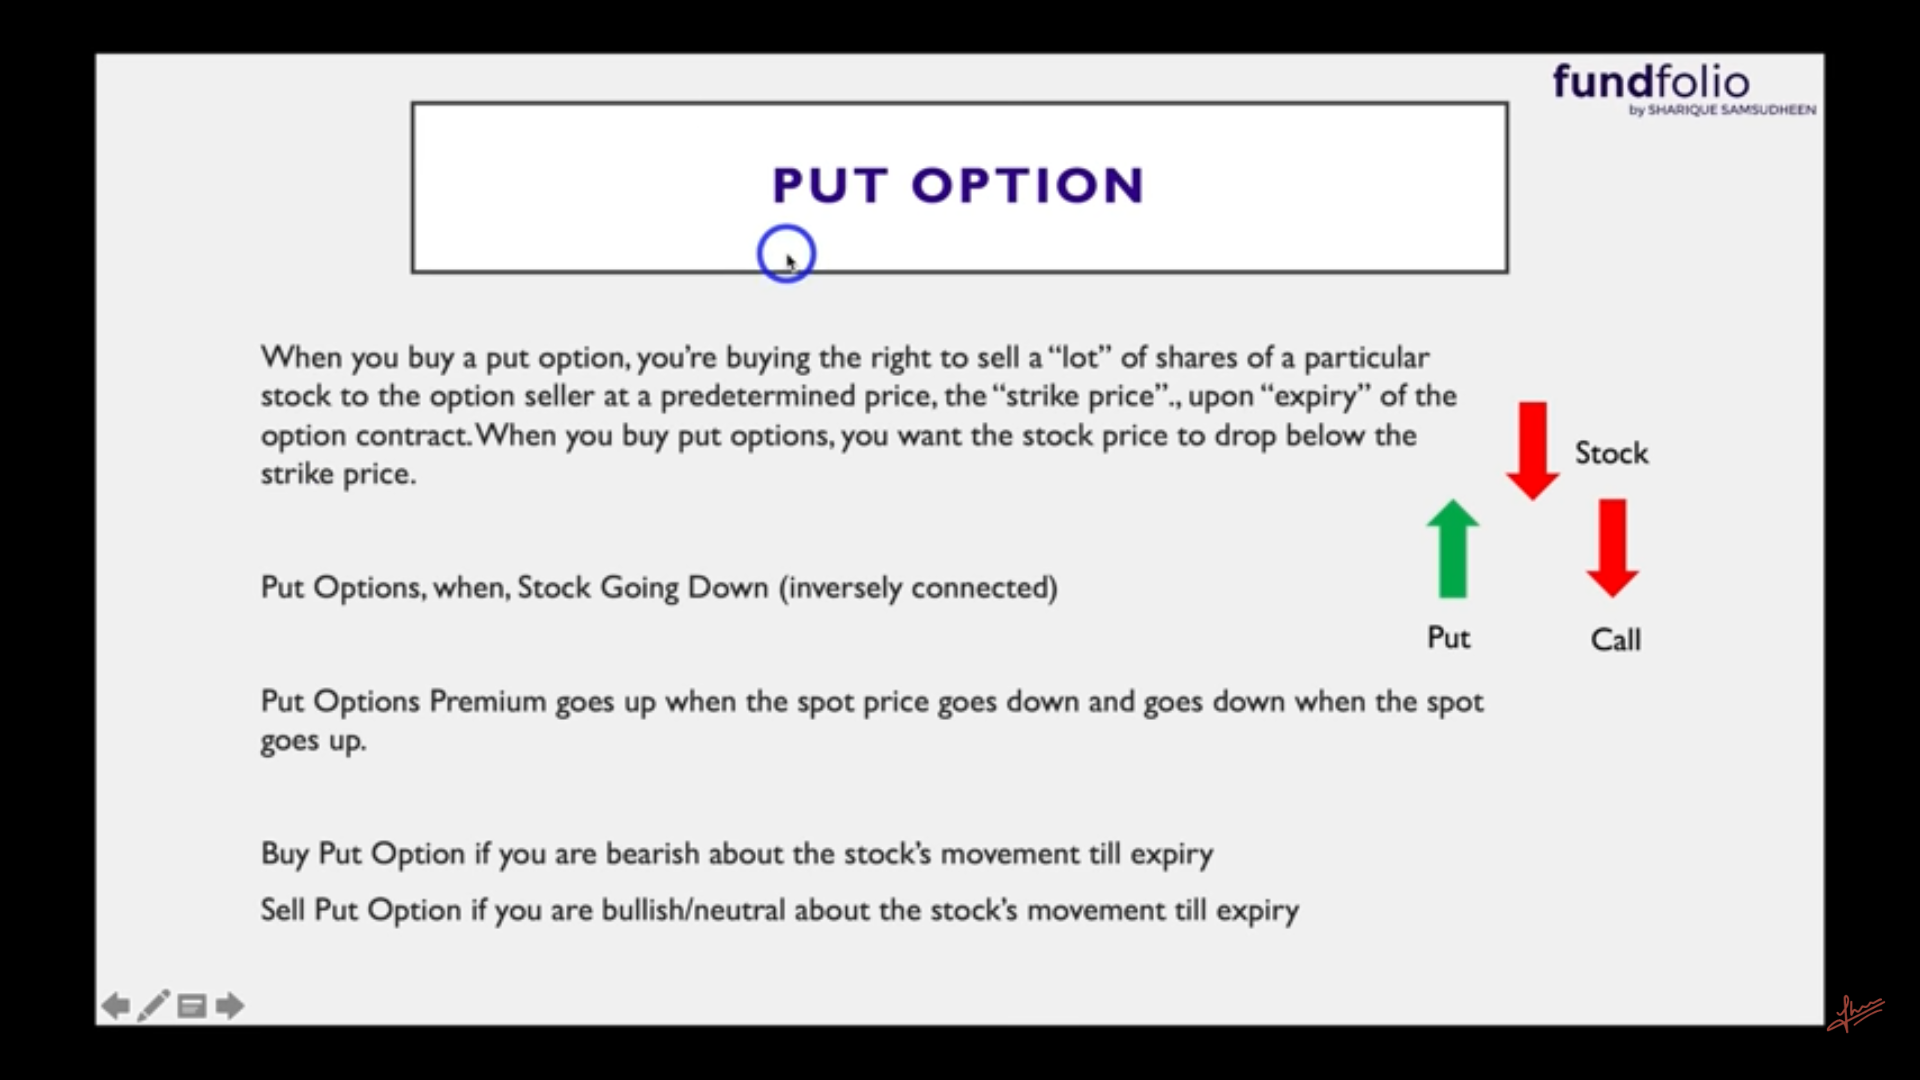 fundfolio
by SHARIQUE SAMSUDHEEN
PUT OPTION
When you buy a put option, you're buying the right to sell a “lot” of shares of a particular
stock to the option seller at a predetermined price, the “strike price”., upon “expiry” of the
option contract. When you buy put options, you want the stock price to drop below the
strike price.
Stock
Put Options, when, Stock Going Down (inversely connected)
Put
Call
Put Options Premium goes up when the spot price goes down and goes down when the spot
goes up.
Buy Put Option if you are bearish about the stock's movement till expiry
Sell Put Option if you are bullish/neutral about the stock's movement till expiry